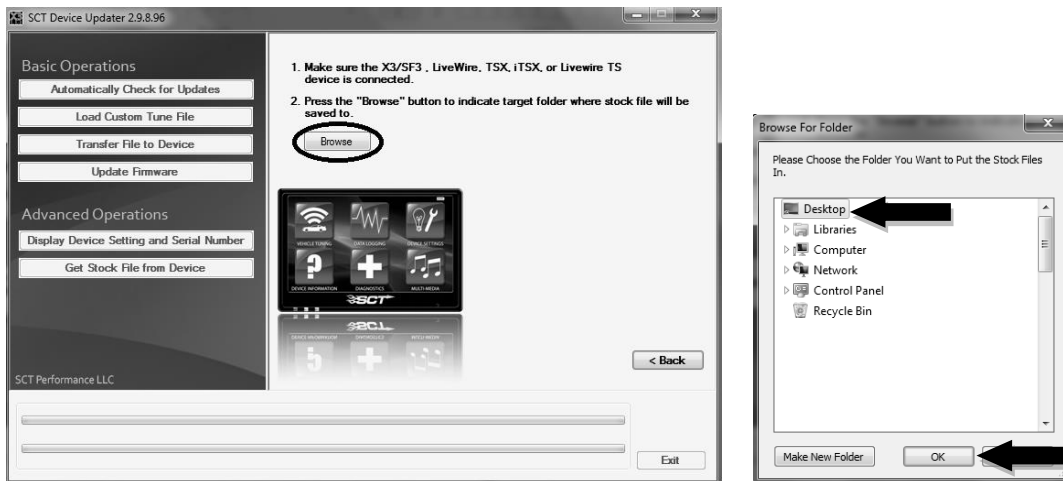 SCT Device Updater 2.9.8.96
Basic Operations
Automatically Check for Updates
Load Custom Tune File
Transfer File to Device
Update Firmware
Advanced Operations
Display Device Setting and Serial Number
Get Stock File from Device
SCT Performance LLC
1. Make sure the X3/SF3 , LiveWire, TSX, iTSX, or Livewire TS
device is connected.
2. Press the "Browse" button to indicate target folder where stock file will be
saved to.
Browse
VEHICLE TUNING
DATA LOGGING
DEVICE SETTINGS
DEVICE INFORMATION
DIAGNOSTICS
MULTI-MEDIA
SCT
< Back
Exit
Browse For Folder
Please Choose the Folder You Want to Put the Stock Files
In.
Desktop
Libraries
Computer
Network
Control Panel
Recycle Bin
Make New Folder
OK